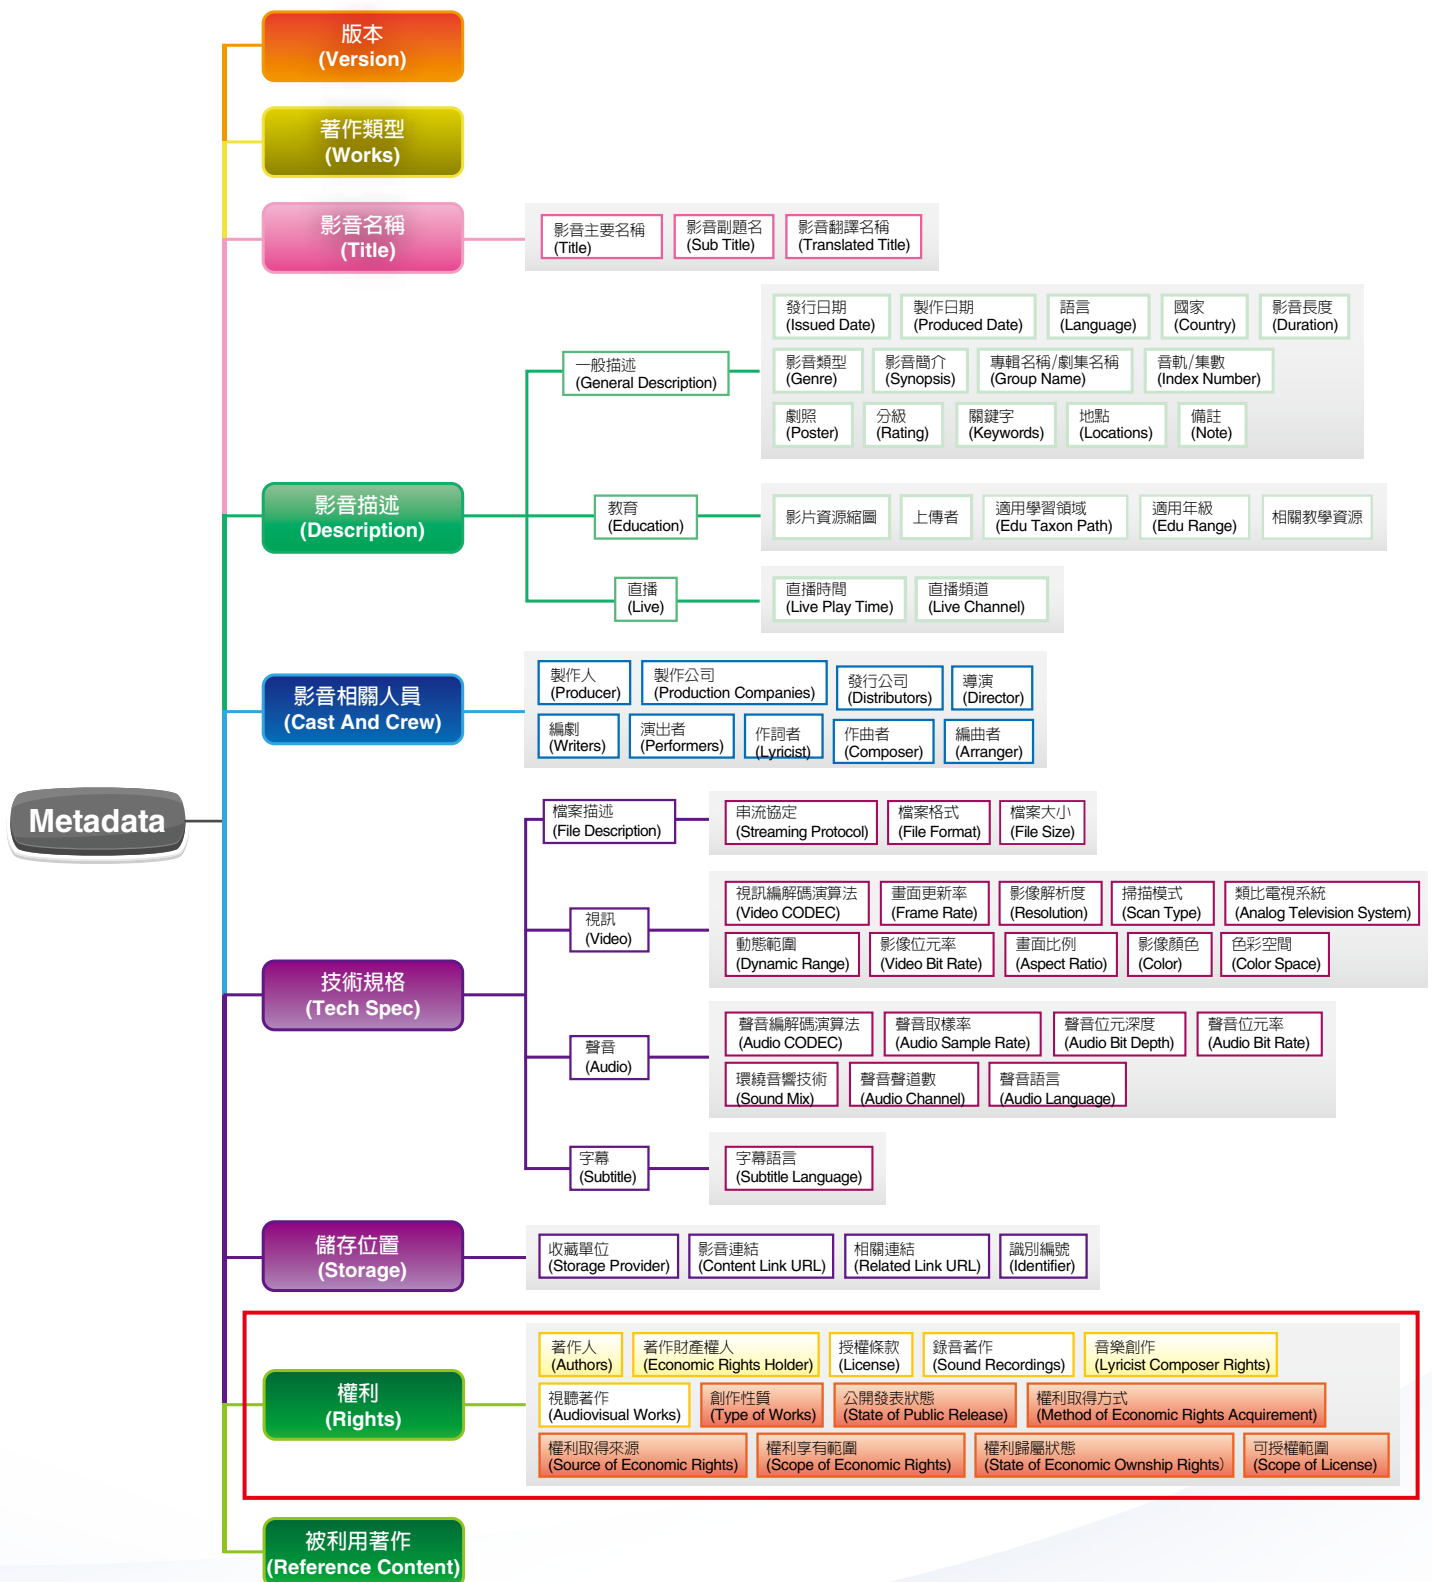 版本
(Version)
著作類型
(Works)
影音名稱
(Title)
影音主要名稱
(Title)
影音副題名
(Sub Title)
影音翻譯名稱
(Translated Title)
發行日期
(Issued Date)
製作日期
(Produced Date)
語言
(Language)
國家
(Country)
影音長度
(Duration)
一般描述
(General Description)
影音類型
(Genre)
影音簡介
(Synopsis)
專輯名稱/劇集名稱
(Group Name)
音軌/集數
(Index Number)
劇照
(Poster)
分級
(Rating)
關鍵字
(Keywords)
地點
(Locations)
備註
(Note)
影音描述
(Description)
教育
(Education)
影片資源縮圖
上傳者
適用學習領域
(Edu Taxon Path)
適用年級
(Edu Range)
相關教學資源
直播
(Live)
直播時間
(Live Play Time)
直播頻道
(Live Channel)
影音相關人員
(Cast And Crew)
製作人
(Producer)
製作公司
(Production Companies)
發行公司
(Distributors)
導演
(Director)
編劇
(Writers)
演出者
(Performers)
作詞者
(Lyricist)
作曲者
(Composer)
編曲者
(Arranger)
Metadata
檔案描述
(File Description)
串流協定
(Streaming Protocol)
檔案格式
(File Format)
檔案大小
(File Size)
視訊
(Video)
視訊編解碼演算法
(Video CODEC)
畫面更新率
(Frame Rate)
影像解析度
(Resolution)
掃描模式
(Scan Type)
類比電視系統
(Analog Television System)
動態範圍
(Dynamic Range)
影像位元率
(Video Bit Rate)
畫面比例
(Aspect Ratio)
影像顏色
(Color)
色彩空間
(Color Space)
技術規格
(Tech Spec)
聲音
(Audio)
聲音編解碼演算法
(Audio CODEC)
聲音取樣率
(Audio Sample Rate)
聲音位元深度
(Audio Bit Depth)
聲音位元率
(Audio Bit Rate)
環繞音響技術
(Sound Mix)
聲音聲道數
(Audio Channel)
聲音語言
(Audio Language)
字幕
(Subtitle)
字幕語言
(Subtitle Language)
儲存位置
(Storage)
收藏單位
(Storage Provider)
影音連結
(Content Link URL)
相關連結
(Related Link URL)
識別編號
(Identifier)
權利
(Rights)
著作人
(Authors)
著作財產權人
(Economic Rights Holder)
授權條款
(License)
錄音著作
(Sound Recordings)
音樂創作
(Lyricist Composer Rights)
視聽著作
(Audiovisual Works)
創作性質
(Type of Works)
公開發表狀態
(State of Public Release)
權利取得方式
(Method of Economic Rights Acquirement)
權利取得來源
(Source of Economic Rights)
權利享有範圍
(Scope of Economic Rights)
權利歸屬狀態
(State of Economic Ownship Rights)
可授權範圍
(Scope of License)
被利用著作
(Reference Content)